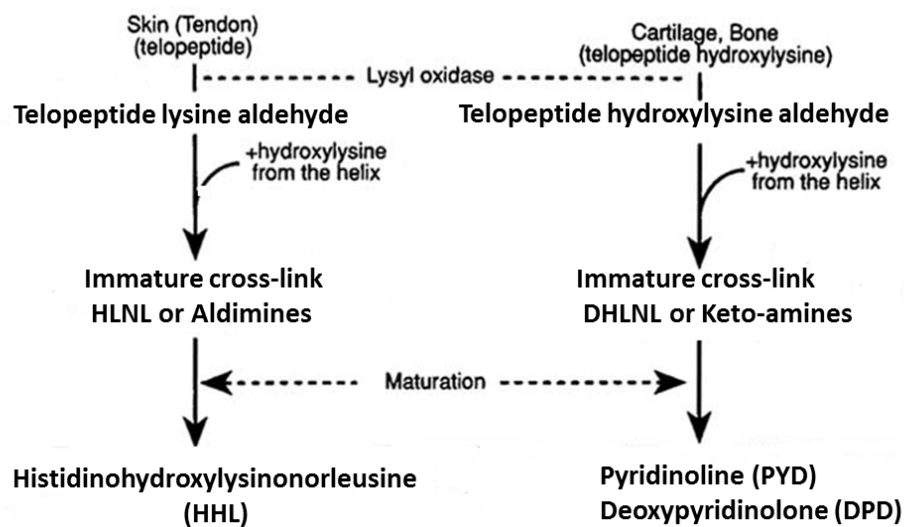 Skin (Tendon)
(telopeptide)
Cartilage, Bone
(telopeptide hydroxylysine)
Lysyl oxidase
Telopeptide lysine aldehyde
Telopeptide hydroxylysine aldehyde
+hydroxylysine
from the helix
+hydroxylysine
from the helix
Immature cross-link
HLNL or Aldimines
Immature cross-link
DHLNL or Keto-amines
Maturation
Histidinohydroxylysinonorleusine
(HHL)
Pyridinoline (PYD)
Deoxypyridinolone (DPD)